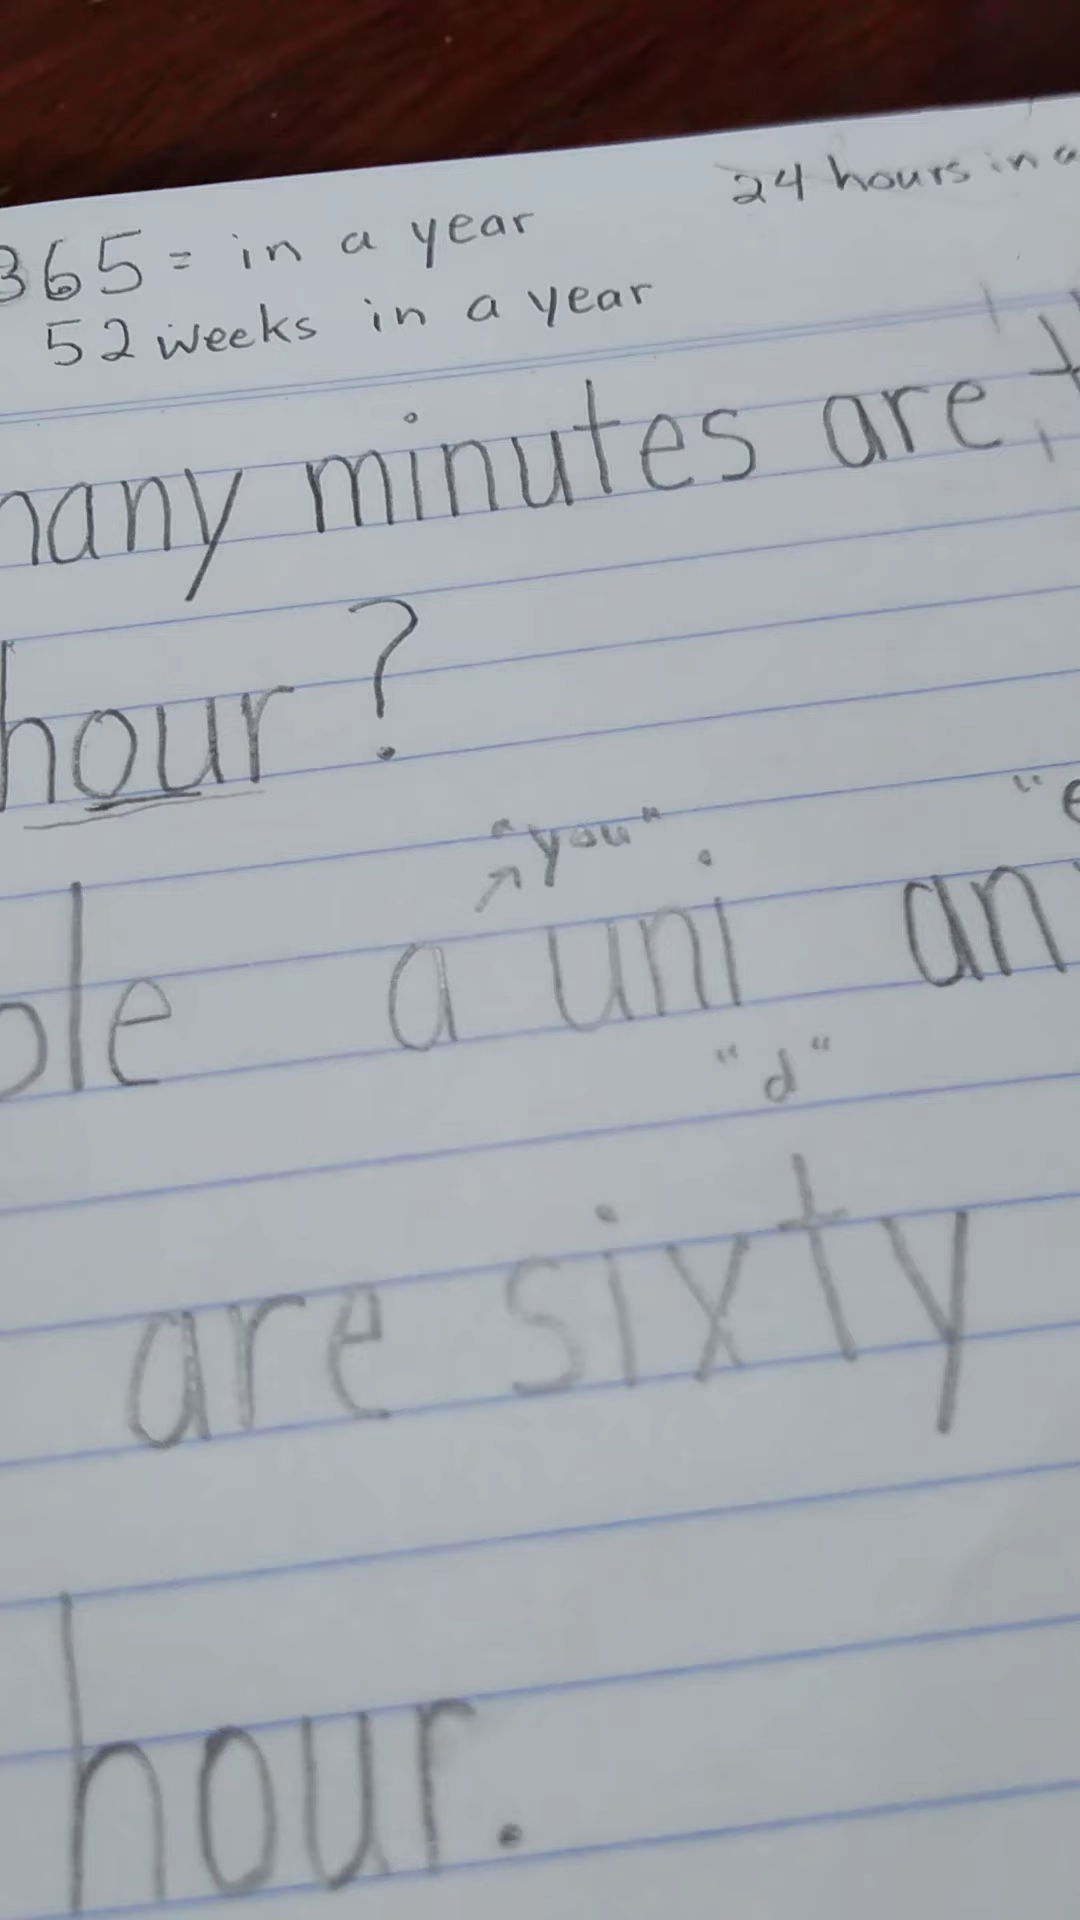 24 hours in a
365 = in a year
52 weeks in a year
many minutes are
hour ?
"you"
ple a uni an
"d"
are sixty
hour.